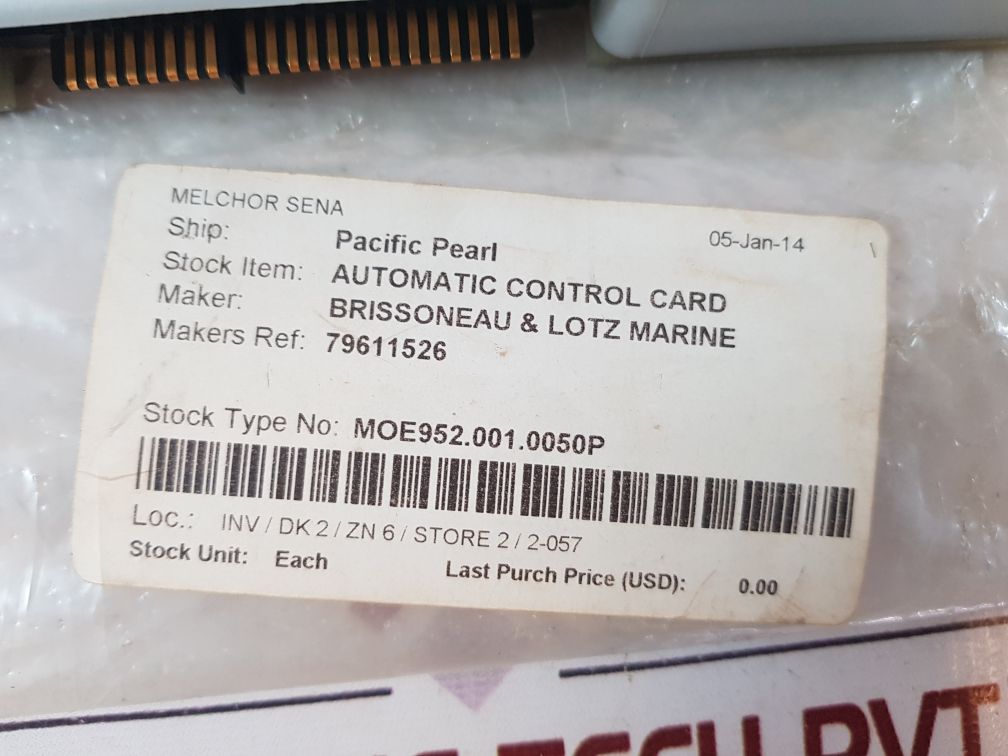 MELCHOR SENA
05-Jan-14
Ship: Pacific Pearl
Stock Item: AUTOMATIC CONTROL CARD
Maker: BRISSONEAU & LOTZ MARINE
Makers Ref: 79611526
Stock Type No: MOE952.001.0050P
Loc.: INV / DK 2 / ZN 6 / STORE 2 / 2-057
Stock Unit: Each Last Purch Price (USD): 0.00
TECH PVT